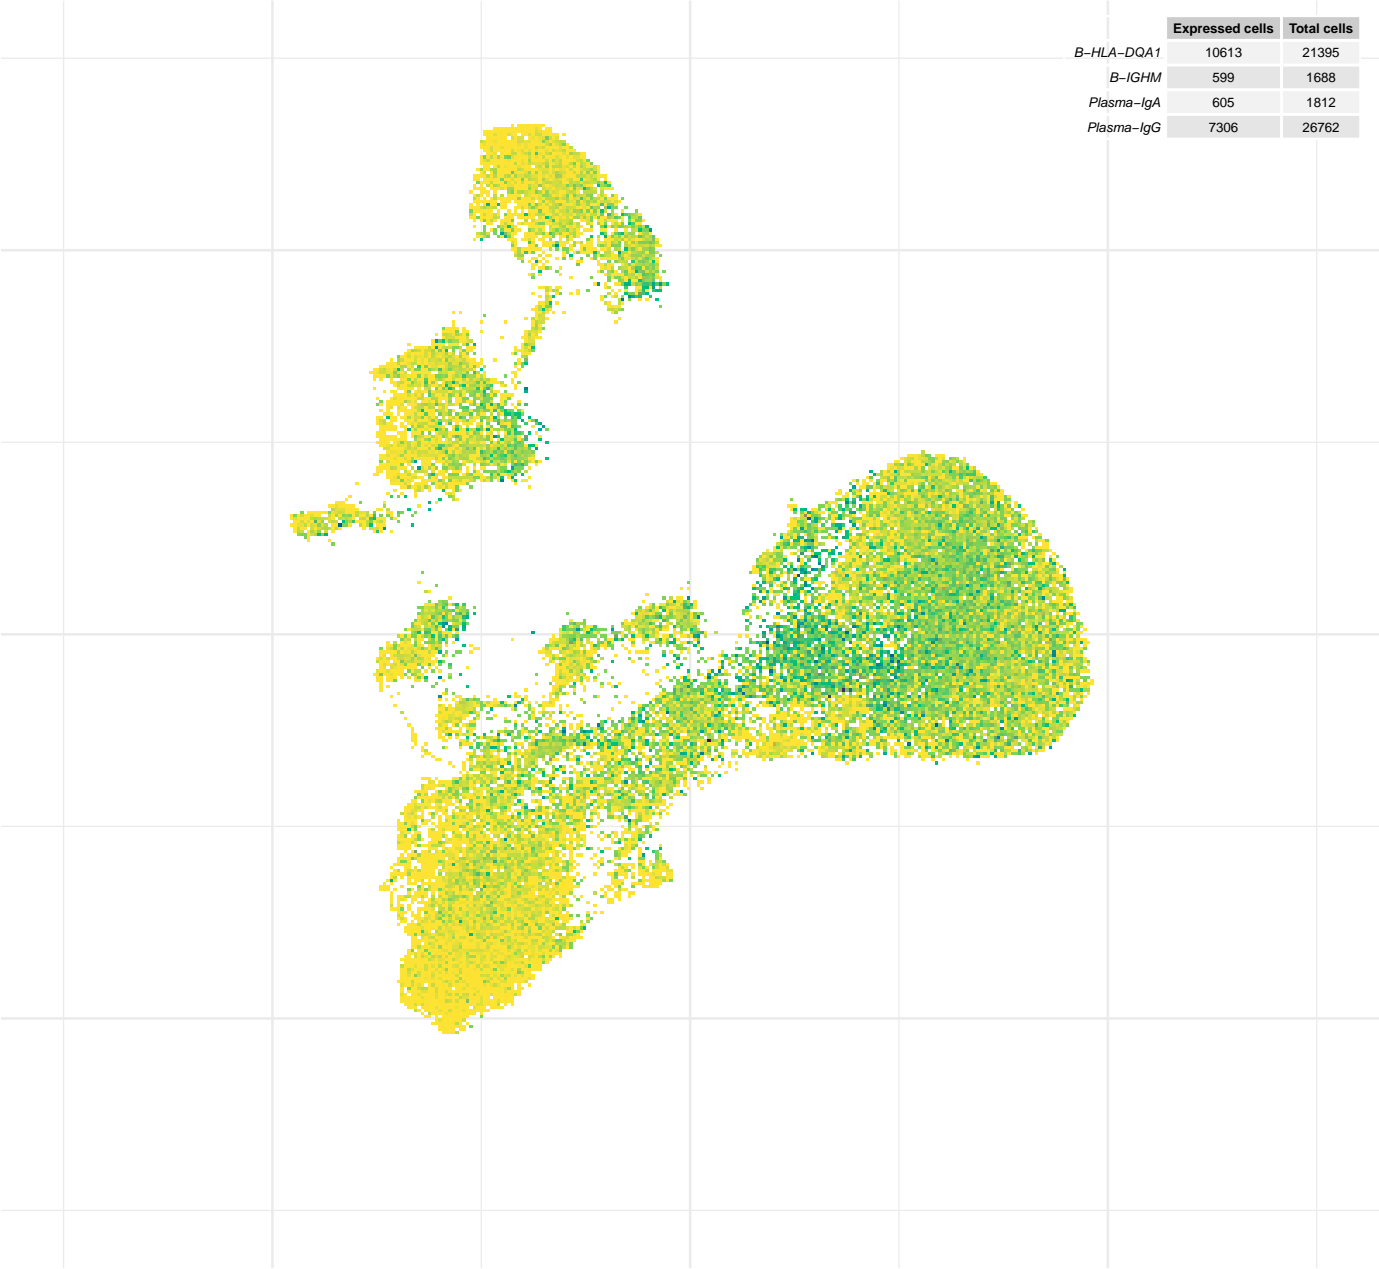 Expressed cells Total cells
B−HLA−DQA1 10613 21395
B−IGHM 599 1688
Plasma−IgA 605 1812
Plasma−IgG 7306 26762